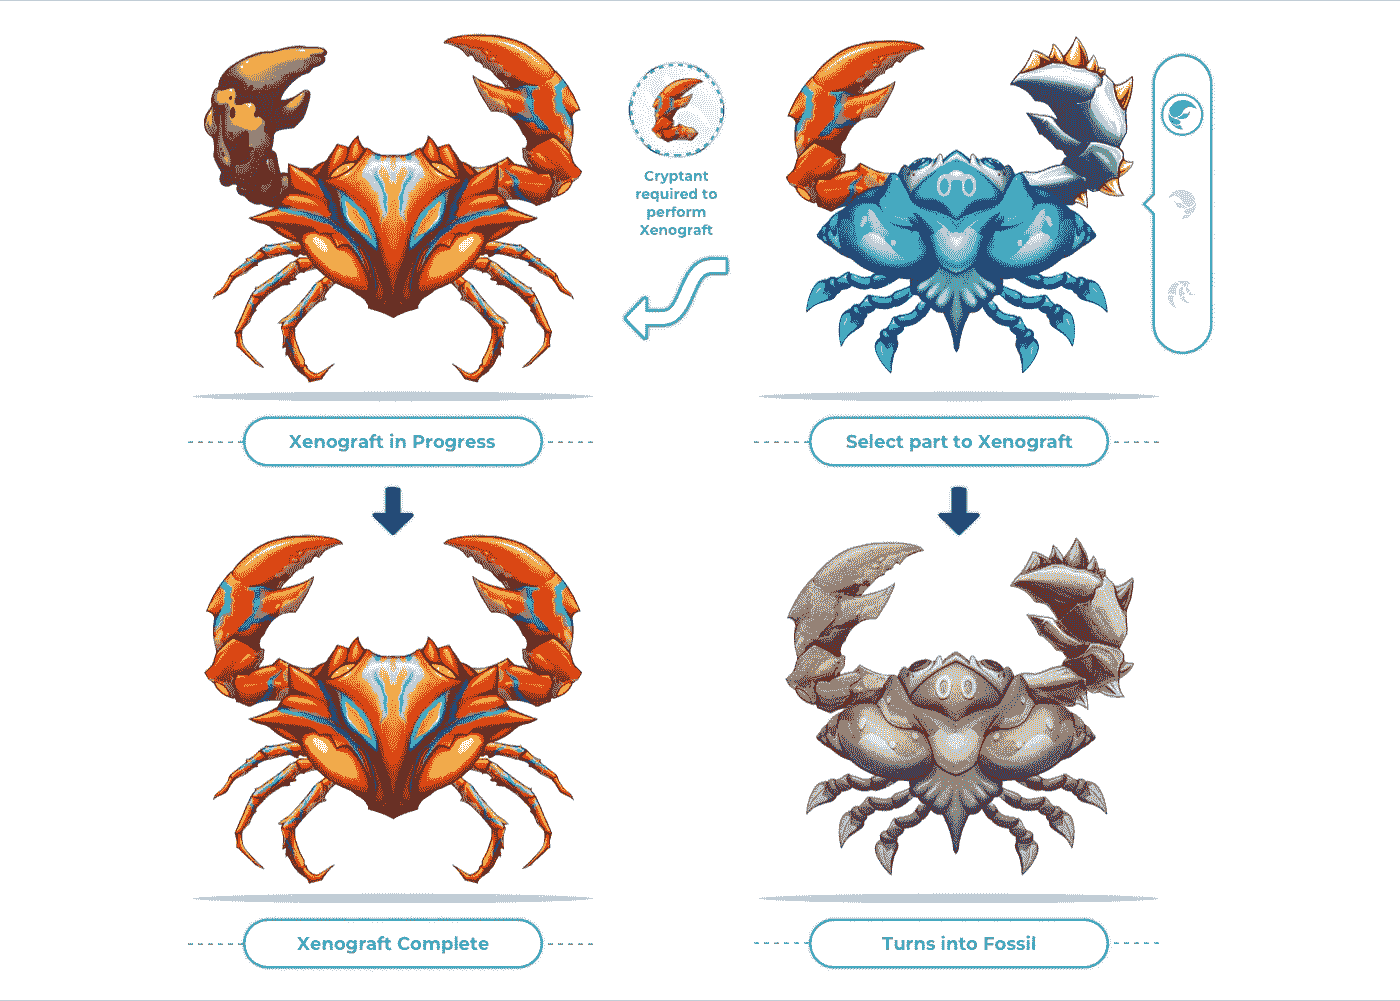 Cryptant
required to
perform
Xenograft
Xenograft in Progress
Select part to Xenograft
Xenograft Complete
Turns into Fossil